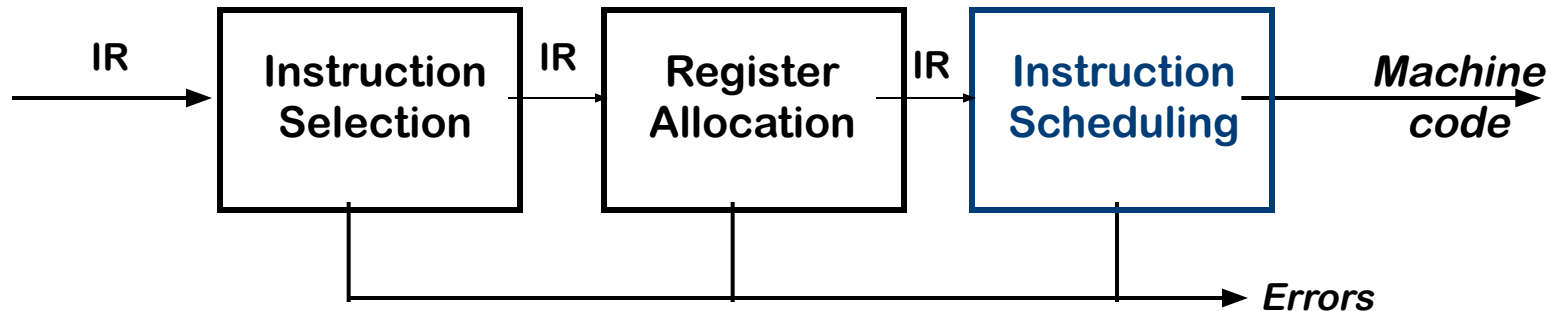 IR
Instruction
Selection
IR
Register
Allocation
IR
Instruction
Scheduling
Machine
code
Errors